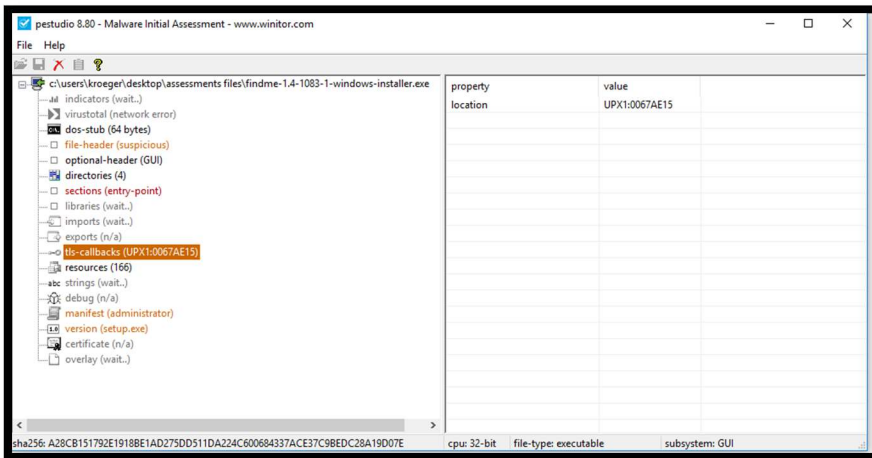 pestudio 8.80 - Malware Initial Assessment - www.winitor.com
File Help
c:\users\kroeger\desktop\assessments files\findme-1.4-1083-1-windows-installer.exe
indicators (wait..)
virustotal (network error)
dos-stub (64 bytes)
file-header (suspicious)
optional-header (GUI)
directories (4)
sections (entry-point)
libraries (wait..)
imports (wait..)
exports (n/a)
tls-callbacks (UPX1:0067AE15)
resources (166)
abc strings (wait..)
debug (n/a)
manifest (administrator)
1.0 version (setup.exe)
certificate (n/a)
overlay (wait..)
property value
location UPX1:0067AE15
sha256: A28CB151792E1918BE1AD275DD511DA224C600684337ACE37C9BEDC28A19D07E cpu: 32-bit file-type: executable subsystem: GUI